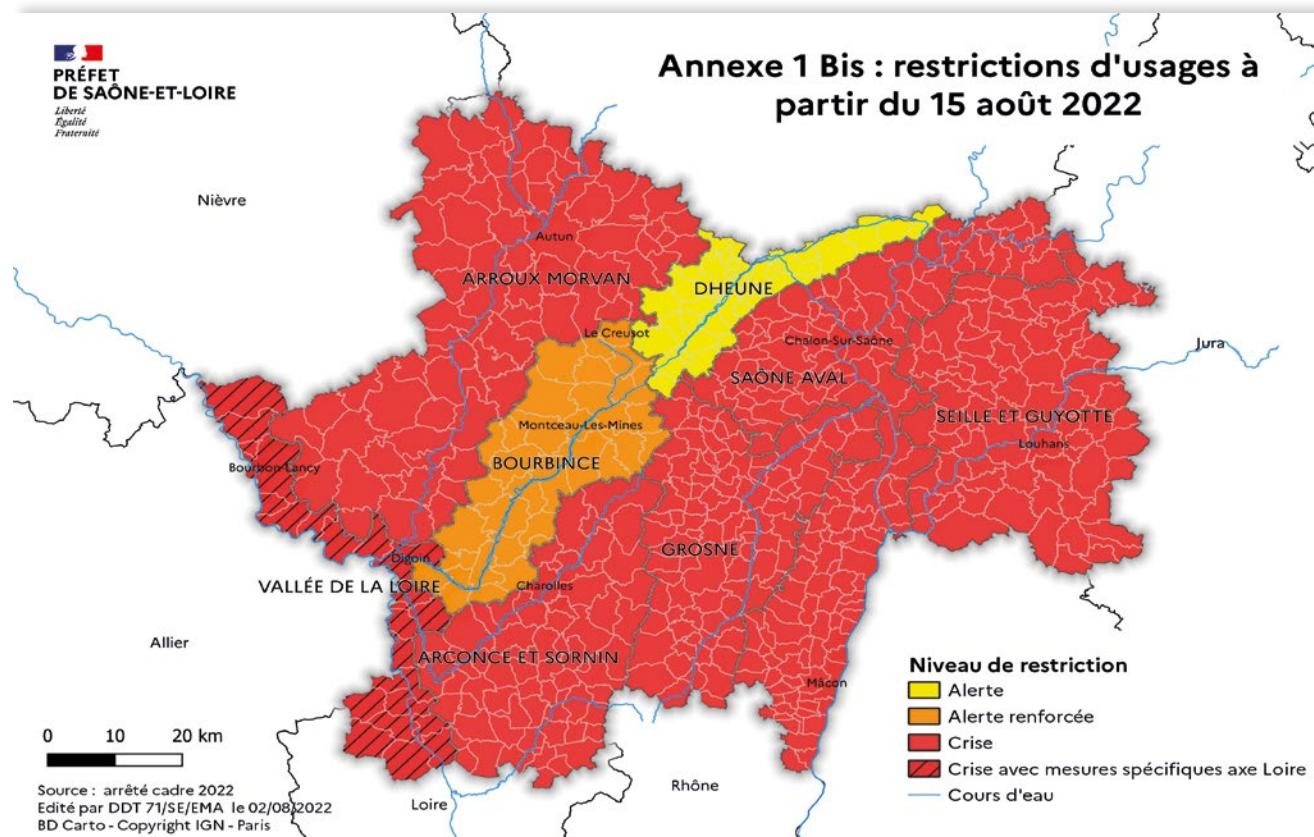 PRÉFET
DE SAÔNE-ET-LOIRE
Liberté
Égalité
Fraternité
Annexe 1 Bis : restrictions d'usages à
partir du 15 août 2022
Nièvre
Autun
ARROUX MORVAN
DHEUNE
Le Creusot
Chalon-Sur-Saône
Jura
SAÔNE AVAL
SEILLE ET GUYOTTE
Montceau-Les-Mines
Louhans
Bourbon-Lancy
BOURBINCE
GROSNE
Digoin
VALLÉE DE LA LOIRE
Charolles
Allier
ARCONCE ET SORNIN
Mâcon
Niveau de restriction
Alerte
Alerte renforcée
Crise
Crise avec mesures spécifiques axe Loire
Cours d'eau
0 10 20 km
Rhône
Loire
Source : arrêté cadre 2022
Edité par DDT 71/SE/EMA le 02/08/2022
BD Carto - Copyright IGN - Paris